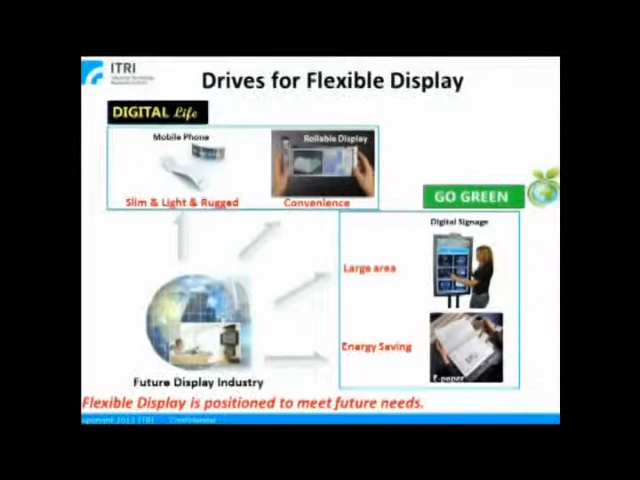 ITRI
Drives for Flexible Display
DIGITAL Life
Mobile Phone
Rollable Display
Slim & Light & Rugged
Convenience
GO GREEN
Digital Signage
Large area
Energy Saving
E-paper
Future Display Industry
Flexible Display is positioned to meet future needs.